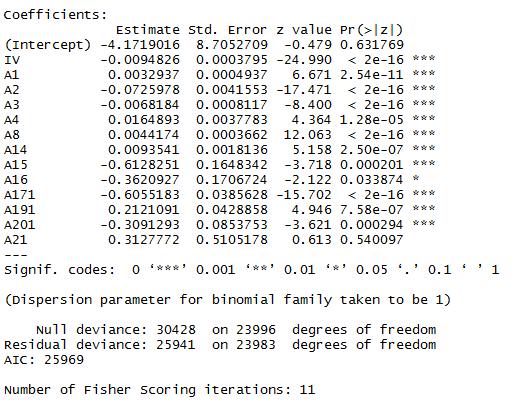 Coefficients:
Estimate Std. Error z value Pr(>|z|)
(Intercept) -4.1719016 8.7052709 -0.479 0.631769
IV -0.0094826 0.0003795 -24.990 < 2e-16 ***
A1 0.0032937 0.0004937 6.671 2.54e-11 ***
A2 -0.0725978 0.0041553 -17.471 < 2e-16 ***
A3 -0.0068184 0.0008117 -8.400 < 2e-16 ***
A4 0.0164893 0.0037783 4.364 1.28e-05 ***
A8 0.0044174 0.0003662 12.063 < 2e-16 ***
A14 0.0093541 0.0018136 5.158 2.50e-07 ***
A15 -0.6128251 0.1648342 -3.718 0.000201 ***
A16 -0.3620927 0.1706724 -2.122 0.033874 *
A171 -0.6055183 0.0385628 -15.702 < 2e-16 ***
A191 0.2121091 0.0428858 4.946 7.58e-07 ***
A201 -0.3091293 0.0853753 -3.621 0.000294 ***
A21 0.3127772 0.5105178 0.613 0.540097
---
Signif. codes: 0 ‘***’ 0.001 ‘**’ 0.01 ‘*’ 0.05 ‘.’ 0.1 ‘ ’ 1
(Dispersion parameter for binomial family taken to be 1)
Null deviance: 30428 on 23996 degrees of freedom
Residual deviance: 25941 on 23983 degrees of freedom
AIC: 25969
Number of Fisher Scoring iterations: 11